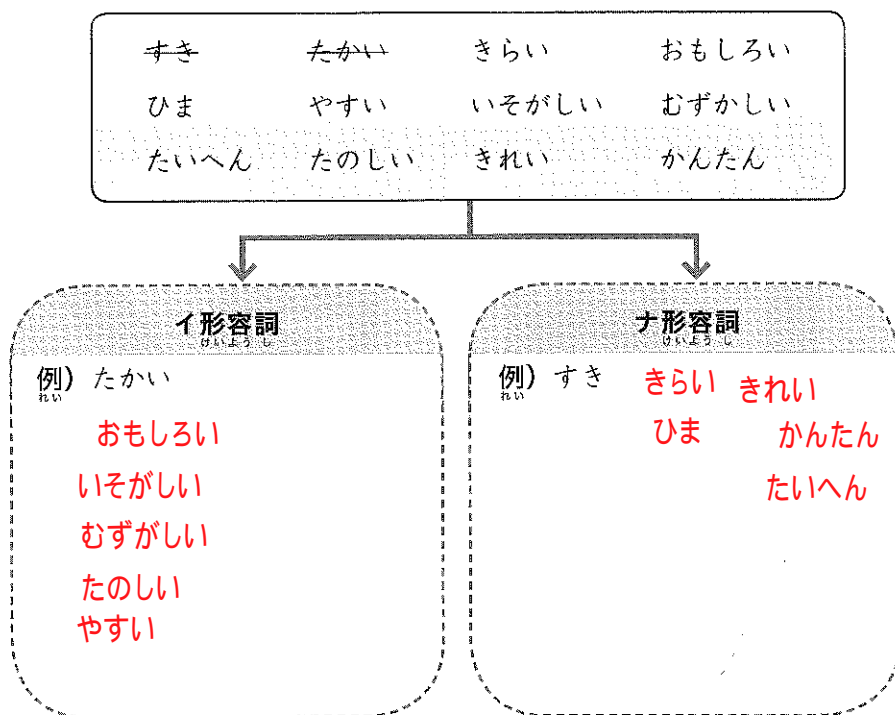 すき たかい きらい おもしろい
ひま やすい いそがしい むずかしい
たいへん たのしい きれい かんたん
イ形容詞
けいようし
例) たかい
れい
おもしろい
いそがしい
むずがしい
たのしい
やすい
ナ形容詞
けいようし
例) すき きらい きれい
れい
ひま かんたん
たいへん